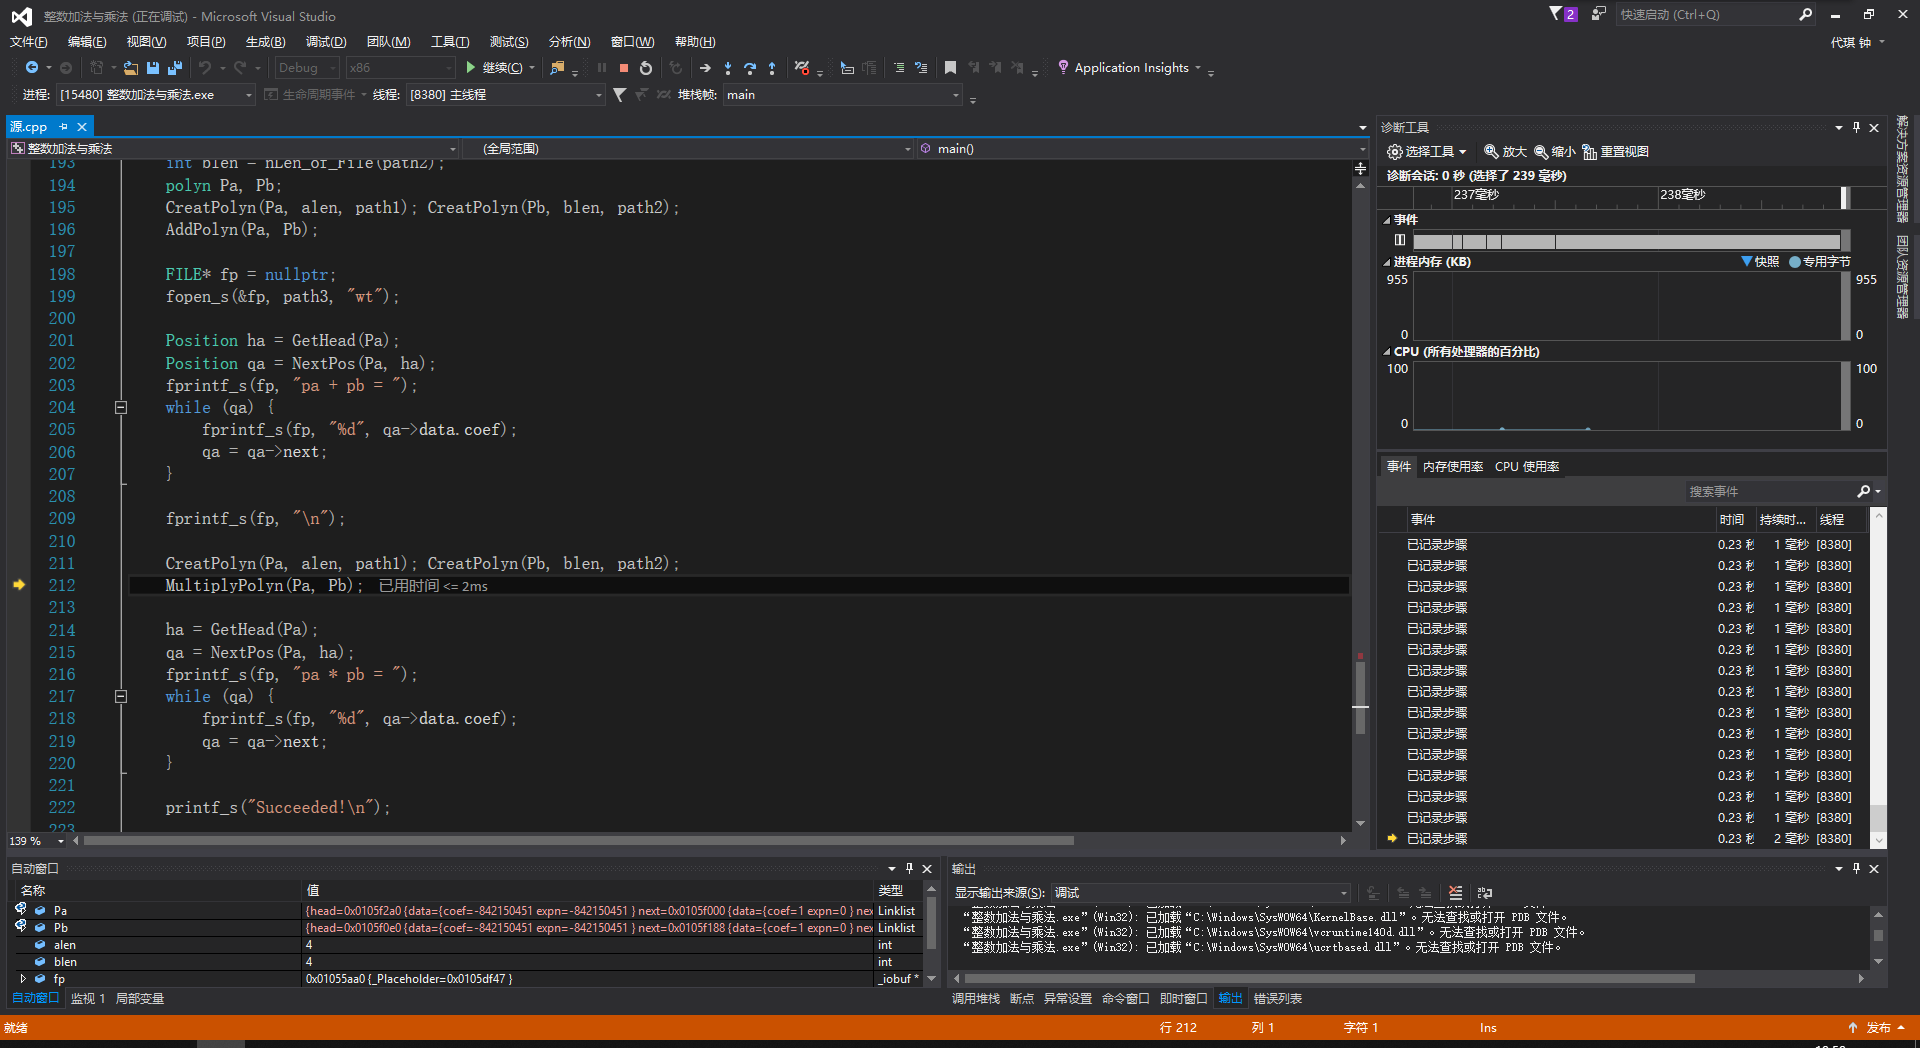 整数加法与乘法 (正在调试) - Microsoft Visual Studio
2
快速启动 (Ctrl+Q)
文件(F) 编辑(E) 视图(V) 项目(P) 生成(B) 调试(D) 团队(M) 工具(T) 测试(S) 分析(N) 窗口(W) 帮助(H)
代琪 钟
Debug x86 继续(C) Application Insights
进程: [15480] 整数加法与乘法.exe 生命周期事件 线程: [8380] 主线程 堆栈帧: main
源.cpp
整数加法与乘法 (全局范围) main()
193 int blen = nLen_of_File(path2);
194 polyn Pa, Pb;
195 CreatPolyn(Pa, alen, path1); CreatPolyn(Pb, blen, path2);
196 AddPolyn(Pa, Pb);
197
198 FILE* fp = nullptr;
199 fopen_s(&fp, path3, "wt");
200
201 Position ha = GetHead(Pa);
202 Position qa = NextPos(Pa, ha);
203 fprintf_s(fp, "pa + pb = ");
204 while (qa) {
205 fprintf_s(fp, "%d", qa->data.coef);
206 qa = qa->next;
207 }
208
209 fprintf_s(fp, "\n");
210
211 CreatPolyn(Pa, alen, path1); CreatPolyn(Pb, blen, path2);
212 MultiplyPolyn(Pa, Pb); 已用时间 <= 2ms
213
214 ha = GetHead(Pa);
215 qa = NextPos(Pa, ha);
216 fprintf_s(fp, "pa * pb = ");
217 while (qa) {
218 fprintf_s(fp, "%d", qa->data.coef);
219 qa = qa->next;
220 }
221
222 printf_s("Succeeded!\n");
223
139 %
诊断工具
选择工具 放大 缩小 重置视图
诊断会话: 0 秒 (选择了 239 毫秒)
237毫秒 238毫秒
事件
进程内存 (KB) 快照 专用字节
955 955
0 0
CPU (所有处理器的百分比)
100 100
0 0
事件 内存使用率 CPU 使用率
搜索事件
事件 时间 持续时... 线程
已记录步骤 0.23 秒 1 毫秒 [8380]
已记录步骤 0.23 秒 1 毫秒 [8380]
已记录步骤 0.23 秒 1 毫秒 [8380]
已记录步骤 0.23 秒 1 毫秒 [8380]
已记录步骤 0.23 秒 1 毫秒 [8380]
已记录步骤 0.23 秒 1 毫秒 [8380]
已记录步骤 0.23 秒 1 毫秒 [8380]
已记录步骤 0.23 秒 1 毫秒 [8380]
已记录步骤 0.23 秒 1 毫秒 [8380]
已记录步骤 0.23 秒 1 毫秒 [8380]
已记录步骤 0.23 秒 1 毫秒 [8380]
已记录步骤 0.23 秒 1 毫秒 [8380]
已记录步骤 0.23 秒 1 毫秒 [8380]
已记录步骤 0.23 秒 1 毫秒 [8380]
已记录步骤 0.23 秒 2 毫秒 [8380]
解决方案资源管理器
团队资源管理器
自动窗口
名称 值 类型
Pa {head=0x0105f2a0 {data={coef=-842150451 expn=-842150451 } next=0x0105f000 {data={coef=1 expn=0 } nex Linklist
Pb {head=0x0105f0e0 {data={coef=-842150451 expn=-842150451 } next=0x0105f188 {data={coef=1 expn=0 } nex Linklist
alen 4 int
blen 4 int
fp 0x01055aa0 {_Placeholder=0x0105df47 } _iobuf *
自动窗口 监视 1 局部变量
输出
显示输出来源(S): 调试
“整数加法与乘法.exe”(Win32): 已加载“C:\Windows\SysWOW64\KernelBase.dll”。无法查找或打开 PDB 文件。
“整数加法与乘法.exe”(Win32): 已加载“C:\Windows\SysWOW64\vcruntime140d.dll”。无法查找或打开 PDB 文件。
“整数加法与乘法.exe”(Win32): 已加载“C:\Windows\SysWOW64\ucrtbased.dll”。无法查找或打开 PDB 文件。
调用堆栈 断点 异常设置 命令窗口 即时窗口 输出 错误列表
就绪 行 212 列 1 字符 1 Ins 发布